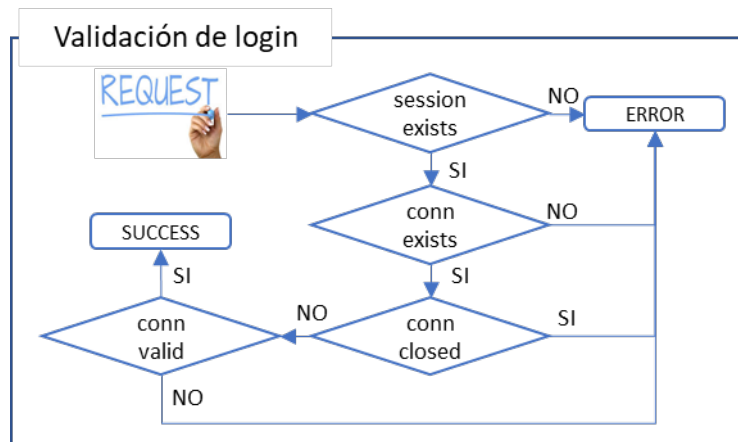 Validación de login
REQUEST
session
exists
NO
ERROR
SI
conn
exists
NO
SUCCESS
SI
SI
conn
valid
NO
conn
closed
SI
NO